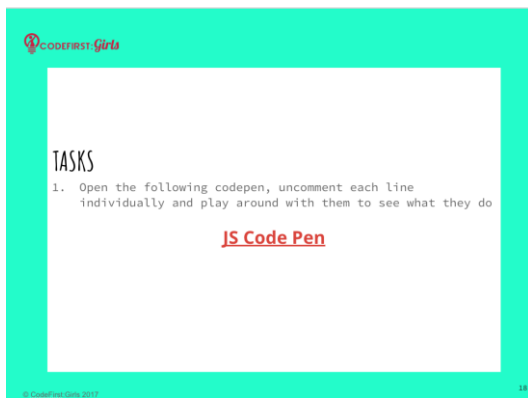 CODEFIRST:Girls
TASKS
1. Open the following codepen, uncomment each line
individually and play around with them to see what they do
JS Code Pen
© CodeFirst:Girls 2017
18